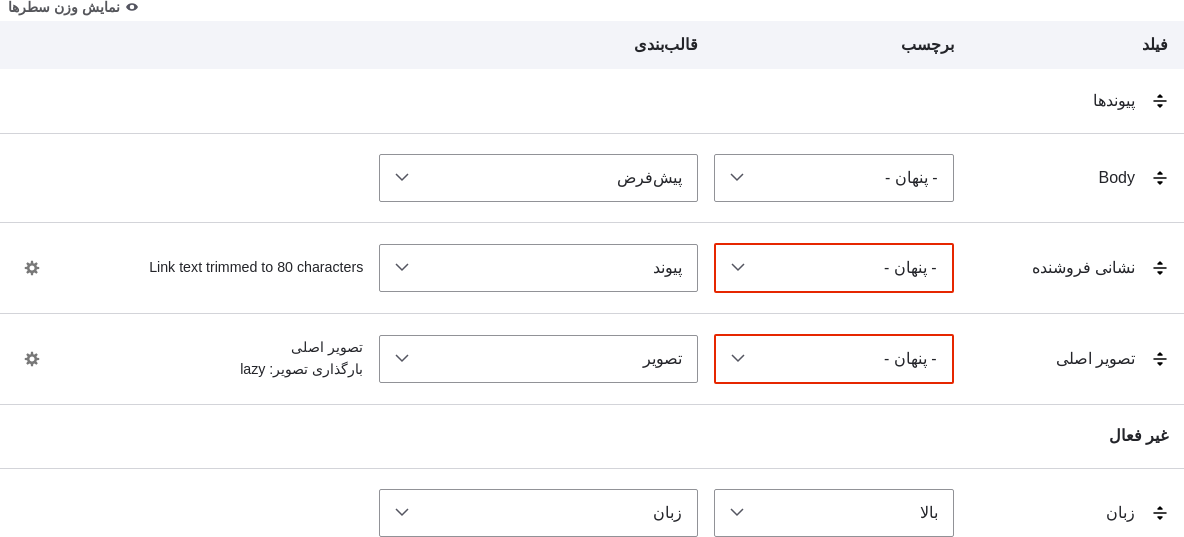 نمایش وزن سطرها
فیلد برچسب قالب‌بندی
پیوندها
Body - پنهان - پیش‌فرض
نشانی فروشنده - پنهان - پیوند Link text trimmed to 80 characters
تصویر اصلی - پنهان - تصویر تصویر اصلی
بارگذاری تصویر: lazy
غیر فعال
زبان بالا زبان